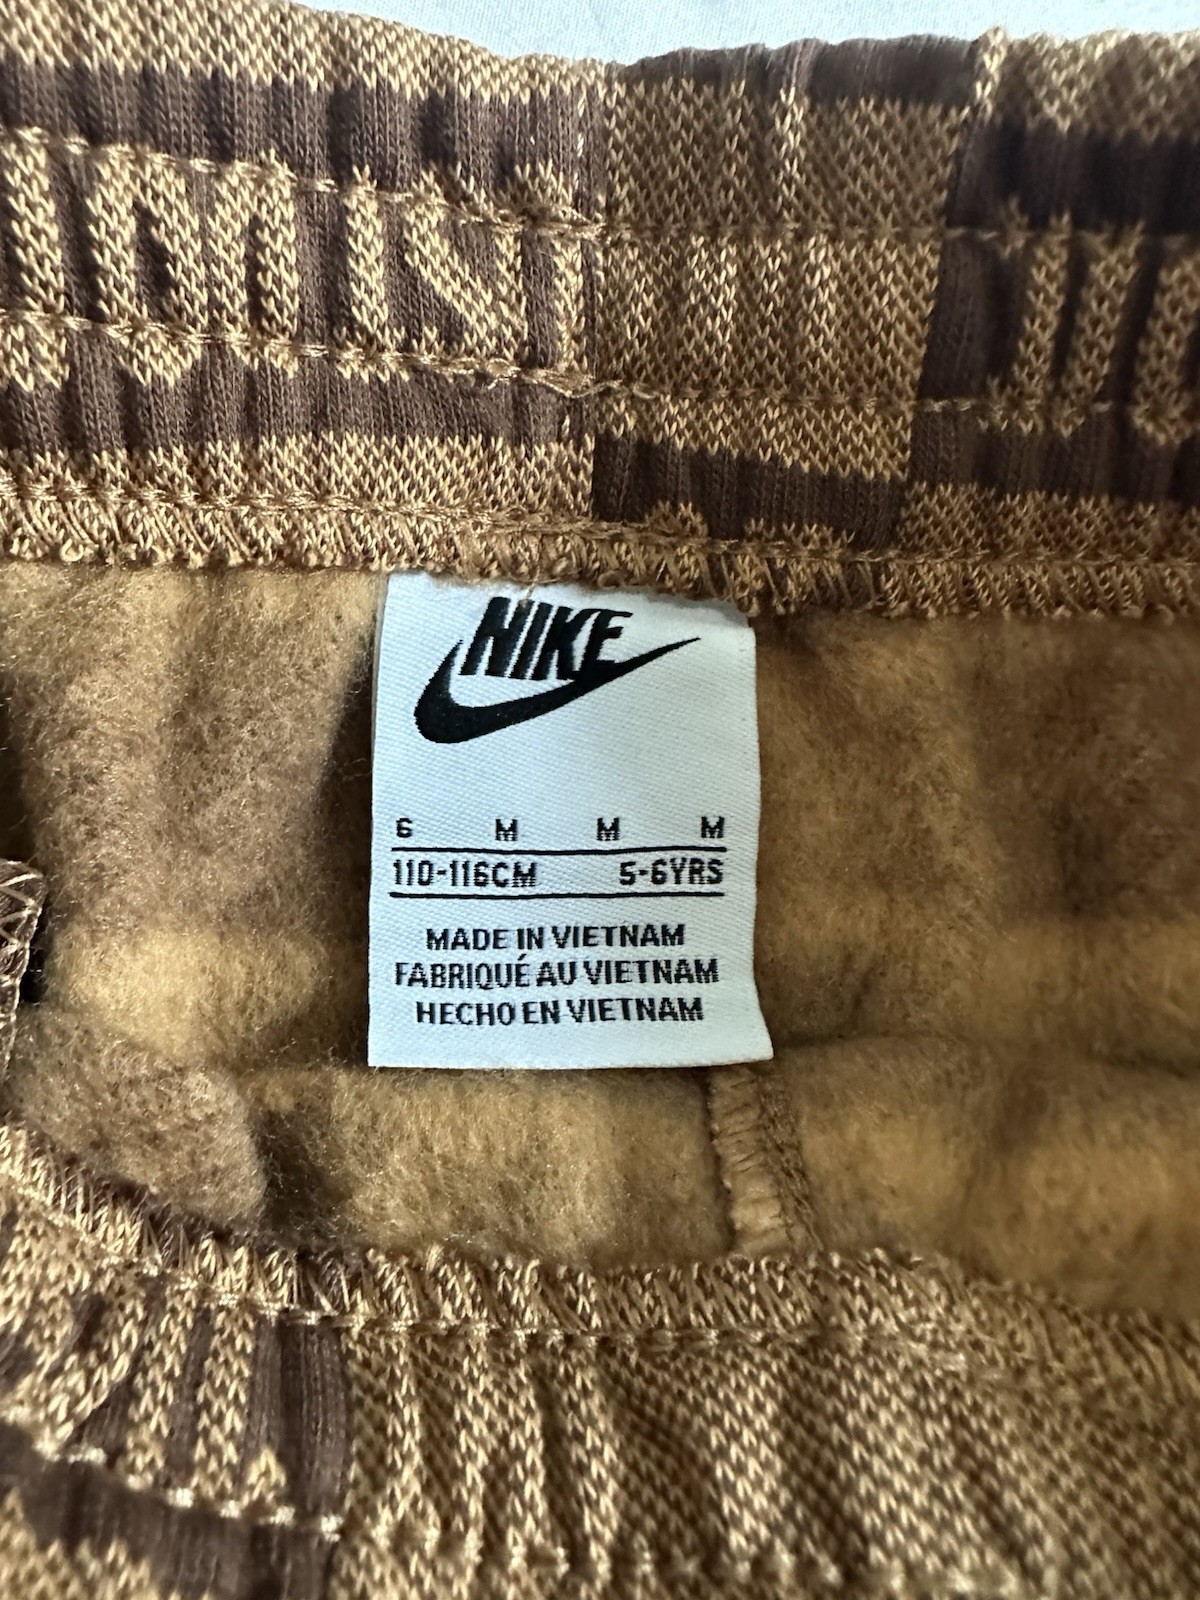 NIKE
6 M M M
110-116CM 5-6YRS
MADE IN VIETNAM
FABRIQUÉ AU VIETNAM
HECHO EN VIETNAM